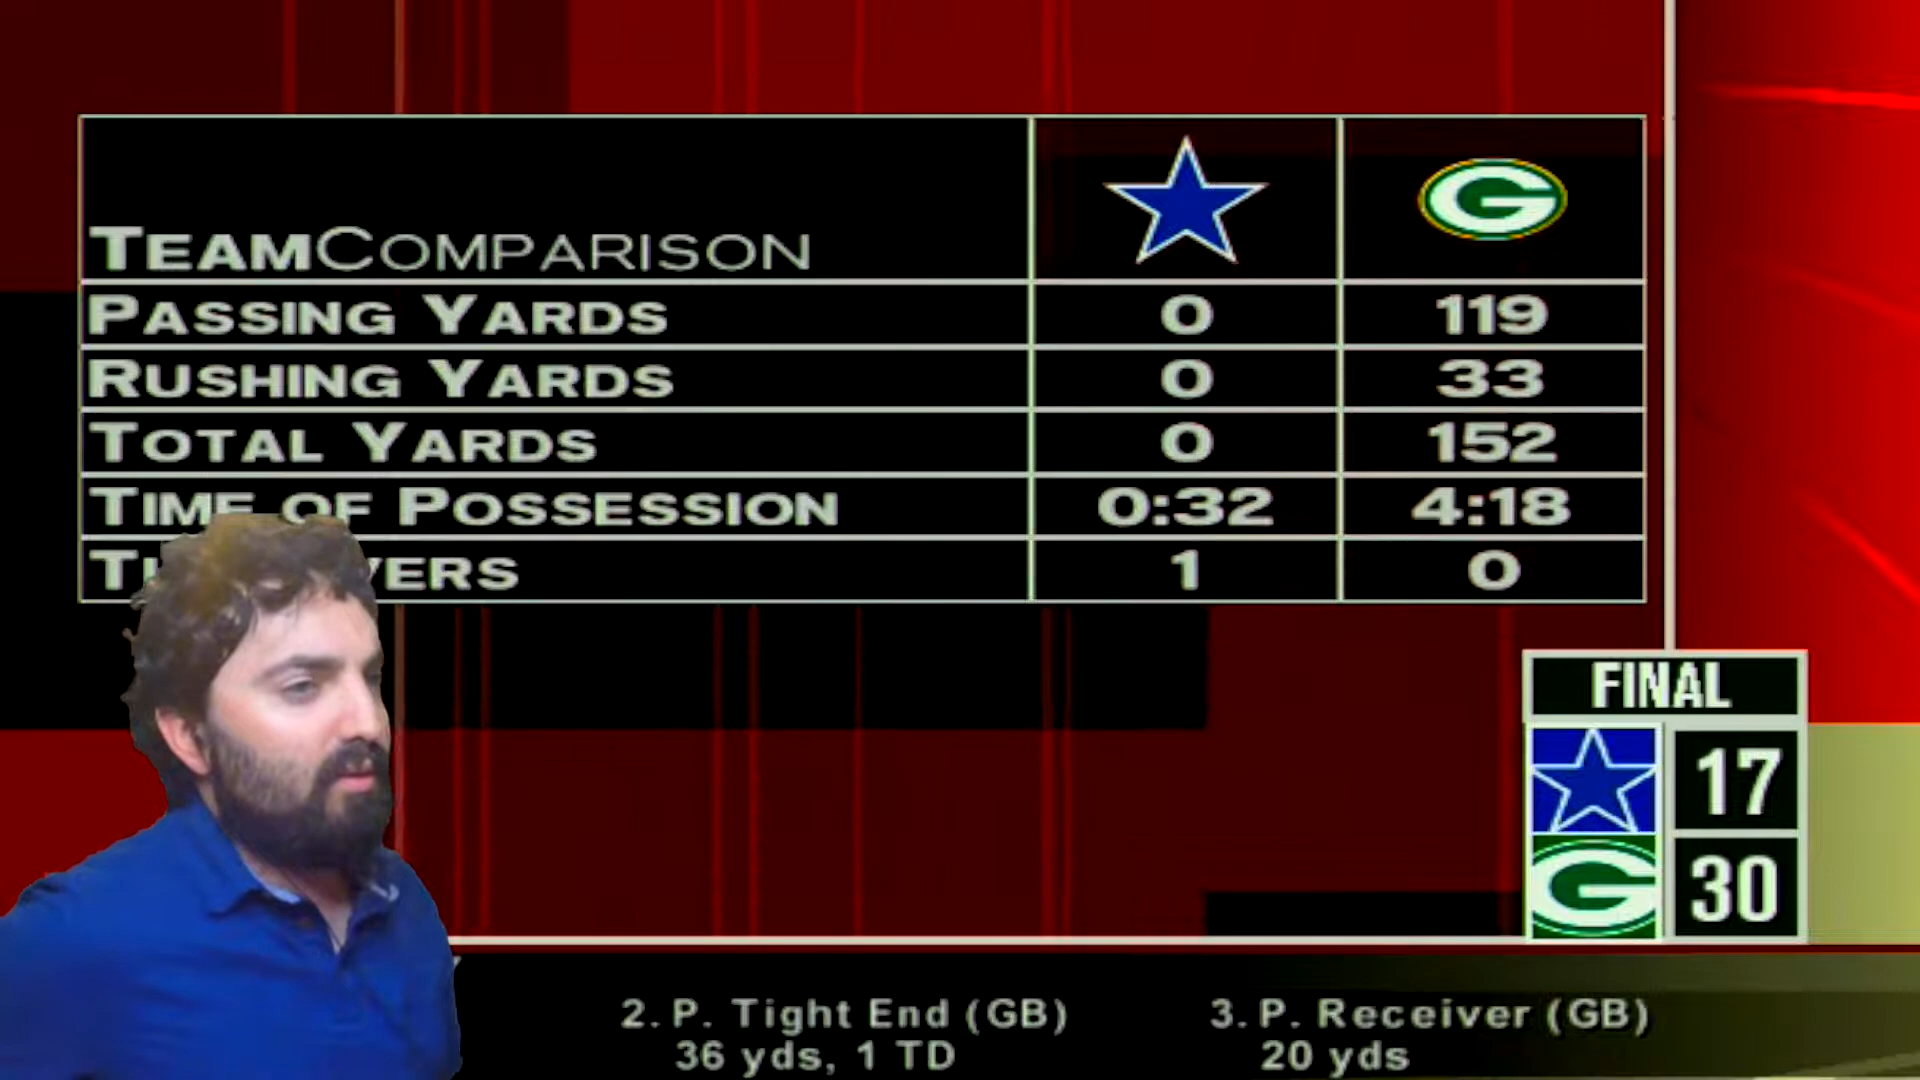 TEAMCOMPARISON
PASSING YARDS 0 119
RUSHING YARDS 0 33
TOTAL YARDS 0 152
TIME OF POSSESSION 0:32 4:18
1 0
FINAL
17
30
2. P. Tight End (GB) 3. P. Receiver (GB)
36 yds, 1 TD 20 yds